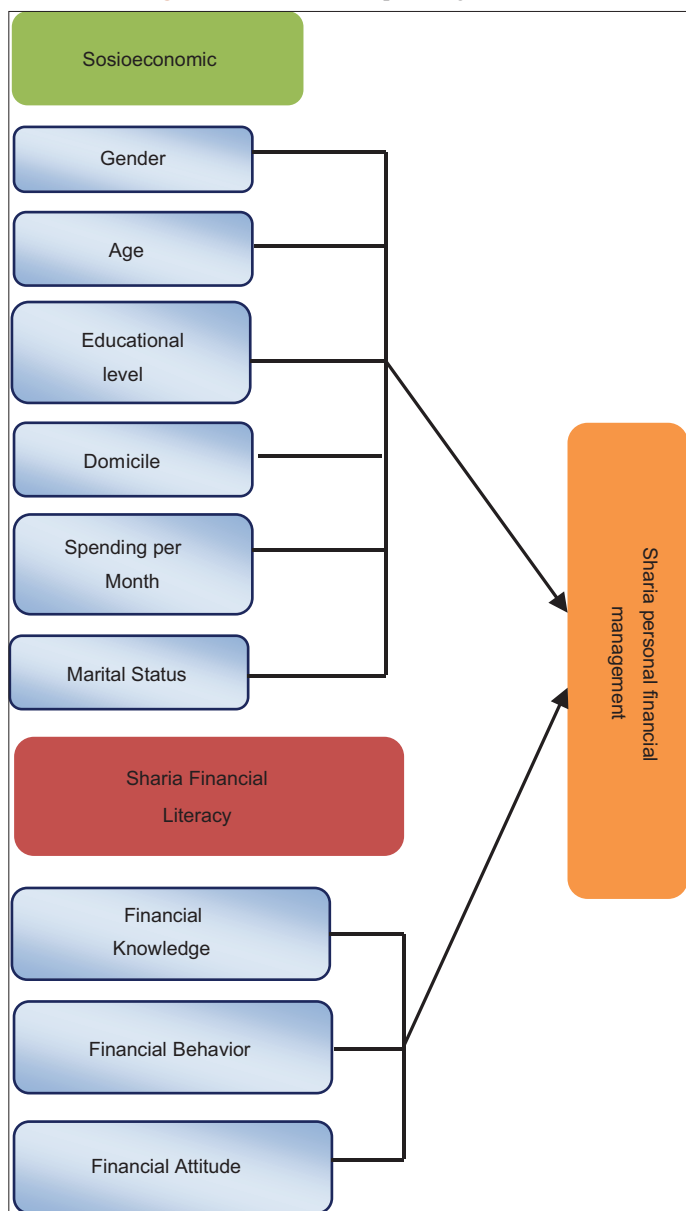 Sosioeconomic
Gender
Age
Educational
level
Domicile
Spending per
Month
Marital Status
Sharia Financial
Literacy
Financial
Knowledge
Financial Behavior
Financial Attitude
Sharia personal financial
management